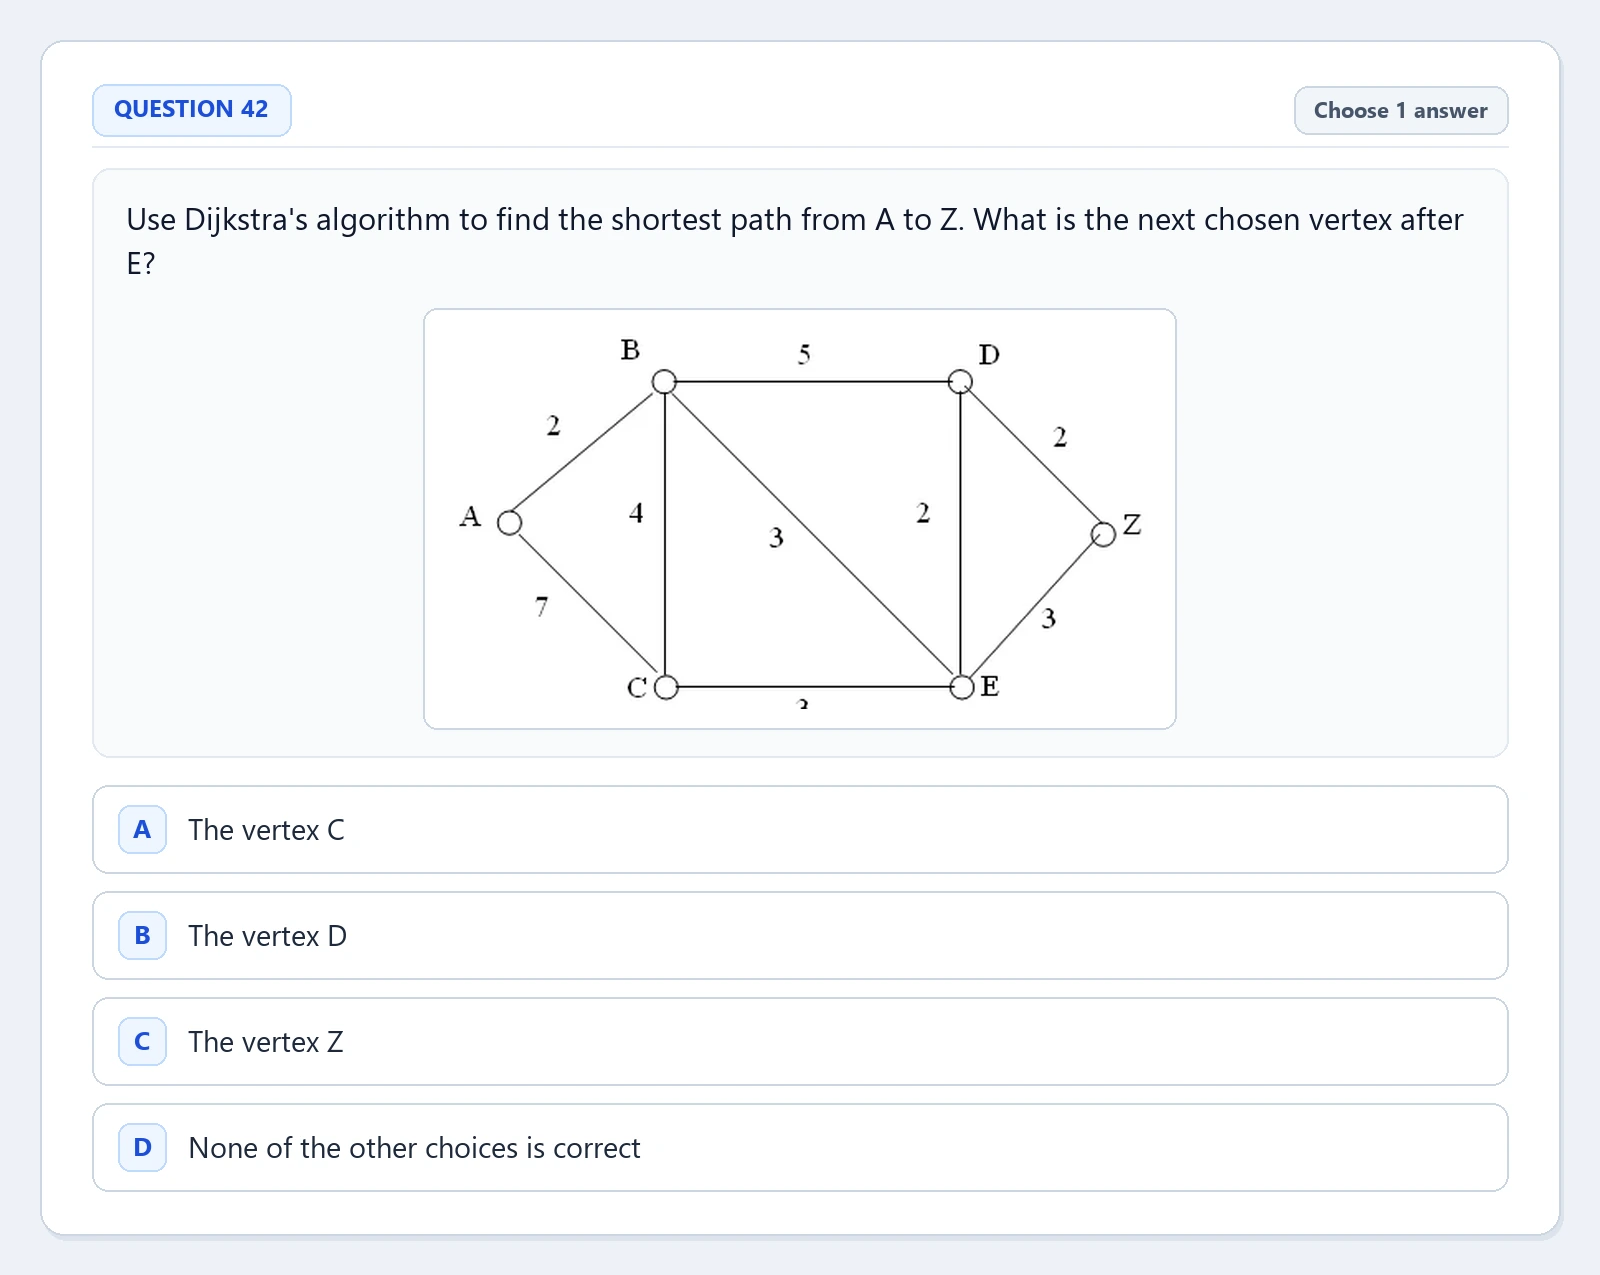 QUESTION 42
Choose 1 answer
Use Dijkstra's algorithm to find the shortest path from A to Z. What is the next chosen vertex after
E?
B
5
D
2
2
A
4
3
2
Z
7
3
C
E
A
The vertex C
B
The vertex D
C
The vertex Z
D
None of the other choices is correct